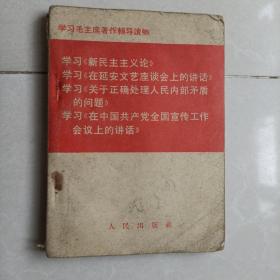 学习毛主席著作輔导讀物
学习《新民主主义论》
学习《在延安文艺座谈会上的讲话》
学习《关于正确处理人民内部矛盾
的问题》
学习《在中国共产党全国宣传工作
会议上的讲话》
人民出版社